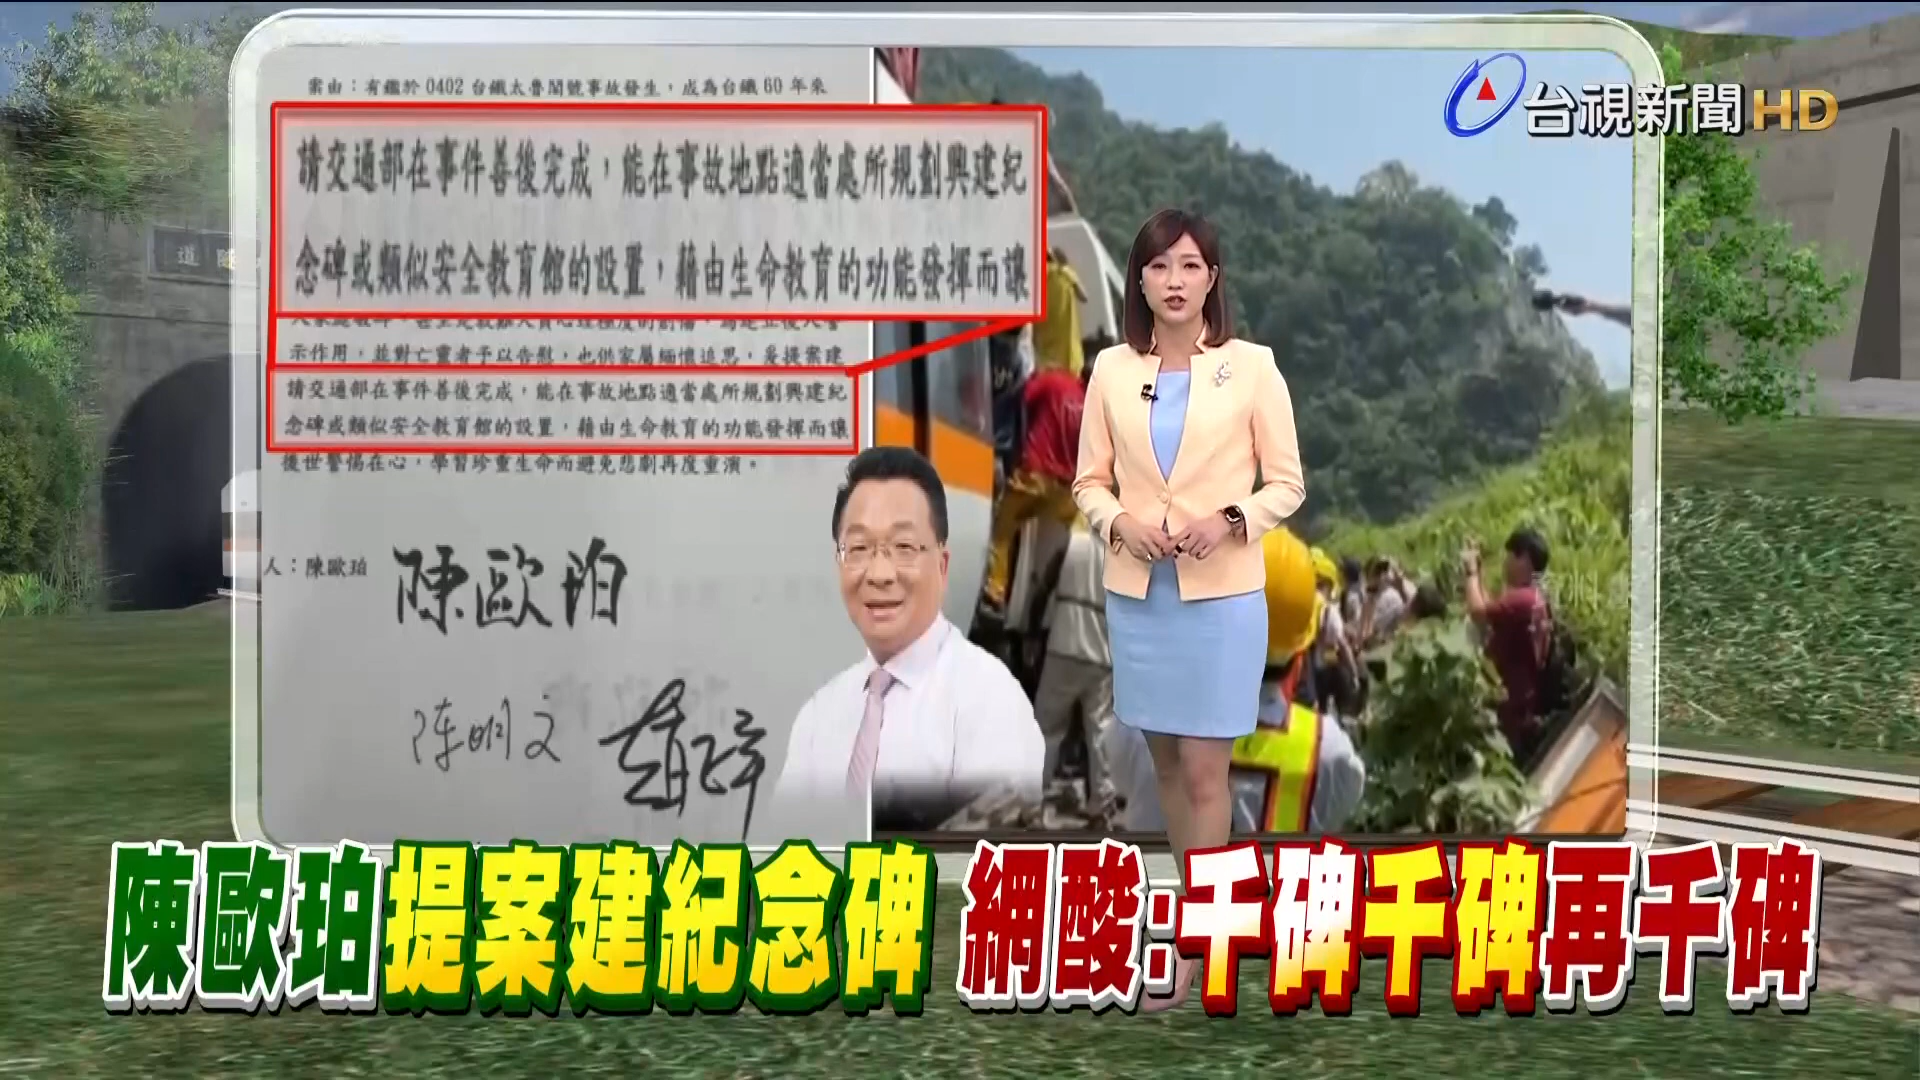 台視新聞HD
案由：有鑑於0402台鐵太魯閣號事故發生，成為台鐵60年來
請交通部在事件善後完成，能在事故地點適當處所規劃興建紀
念碑或類似安全教育館的設置，藉由生命教育的功能發揮而讓
示作用，並對亡靈者予以告慰，也供家屬緬懷追思，爰提案建
請交通部在事件善後完成，能在事故地點適當處所規劃興建紀
念碑或類似安全教育館的設置，藉由生命教育的功能發揮而讓
後世警惕在心，學習珍重生命而避免悲劇再度重演。
人：陳歐珀
陳歐珀
陳明文
道隧
陳歐珀提案建紀念碑 網酸:千碑千碑再千碑